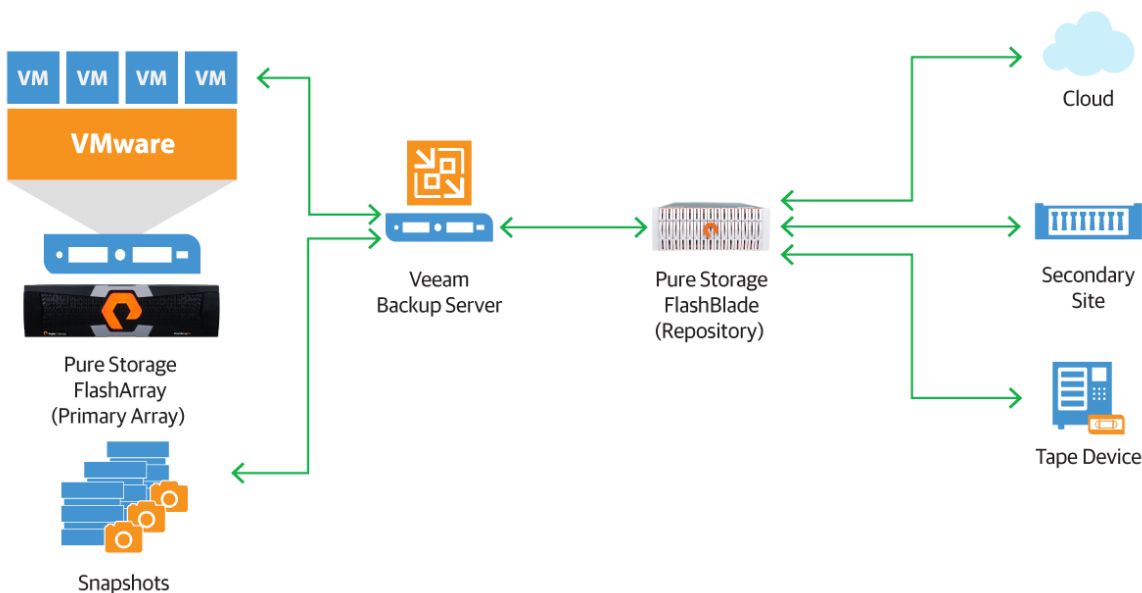 VM VM VM VM
VMware
Pure Storage
FlashArray
(Primary Array)
Snapshots
Veeam
Backup Server
Pure Storage
FlashBlade
(Repository)
Cloud
Secondary
Site
Tape Device